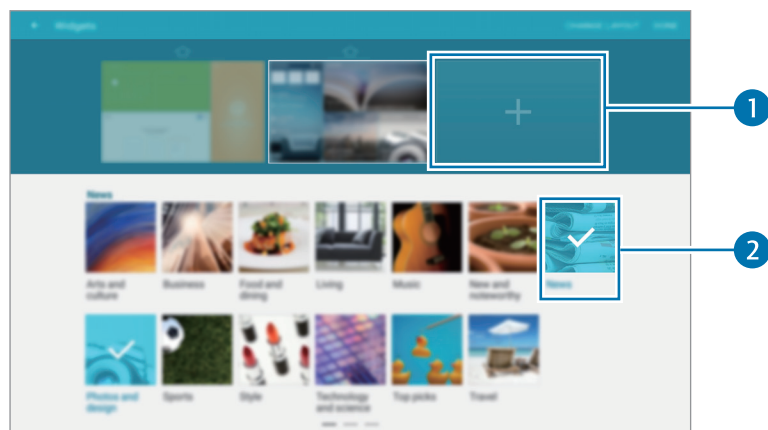 Widgets
CHANGE LAYOUT DONE
1
News
2
Arts and
culture
Business
Food and
dining
Living
Music
New and
noteworthy
News
Photos and
design
Sports
Style
Technology
and science
Top picks
Travel